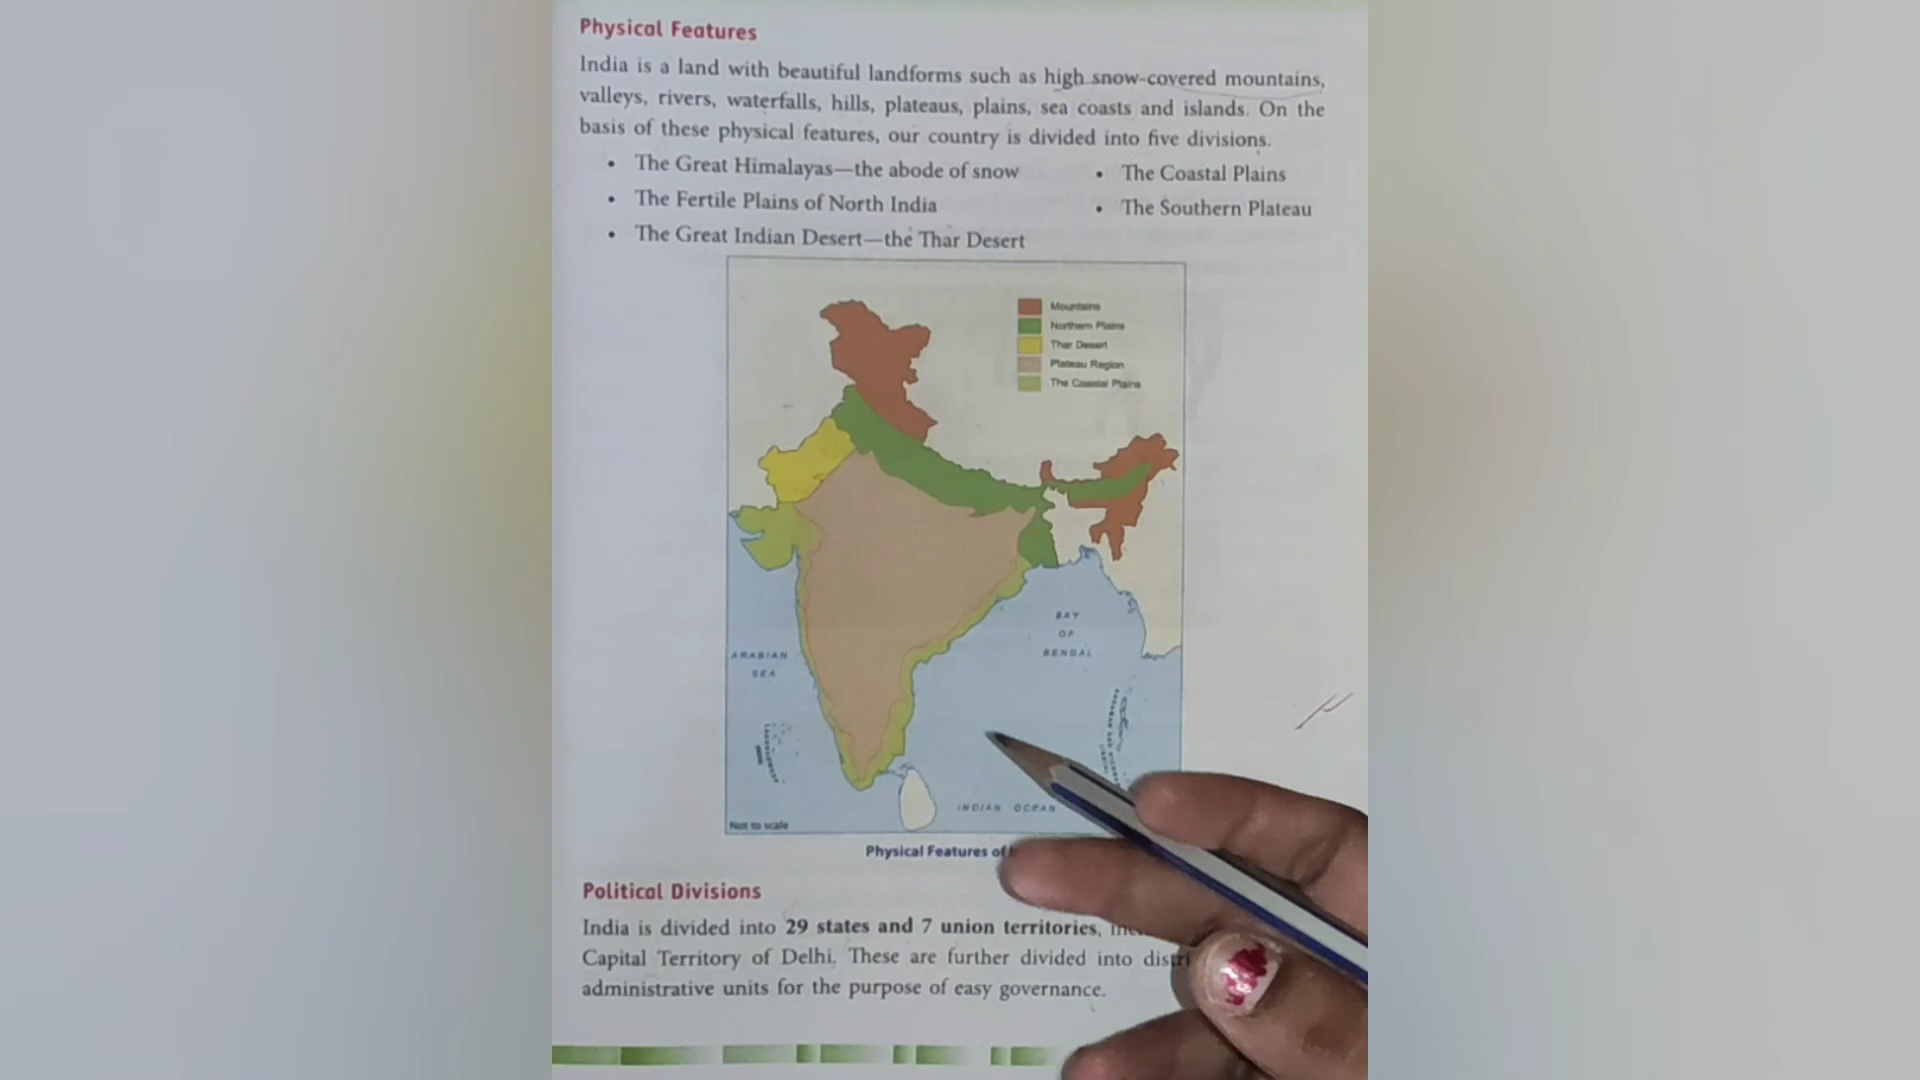 Physical Features
India is a land with beautiful landforms such as high snow-covered mountains,
valleys, rivers, waterfalls, hills, plateaus, plains, sea coasts and islands. On the
basis of these physical features, our country is divided into five divisions.
• The Great Himalayas—the abode of snow
• The Fertile Plains of North India
• The Great Indian Desert—the Thar Desert
• The Coastal Plains
• The Southern Plateau
Mountains
Northern Plains
Thar Desert
Plateau Region
The Coastal Plains
BAY
OF
BENGAL
ARABIAN
SEA
INDIAN OCEAN
Not to scale
Physical Features of
Political Divisions
India is divided into 29 states and 7 union territories,
Capital Territory of Delhi. These are further divided into
administrative units for the purpose of easy governance.